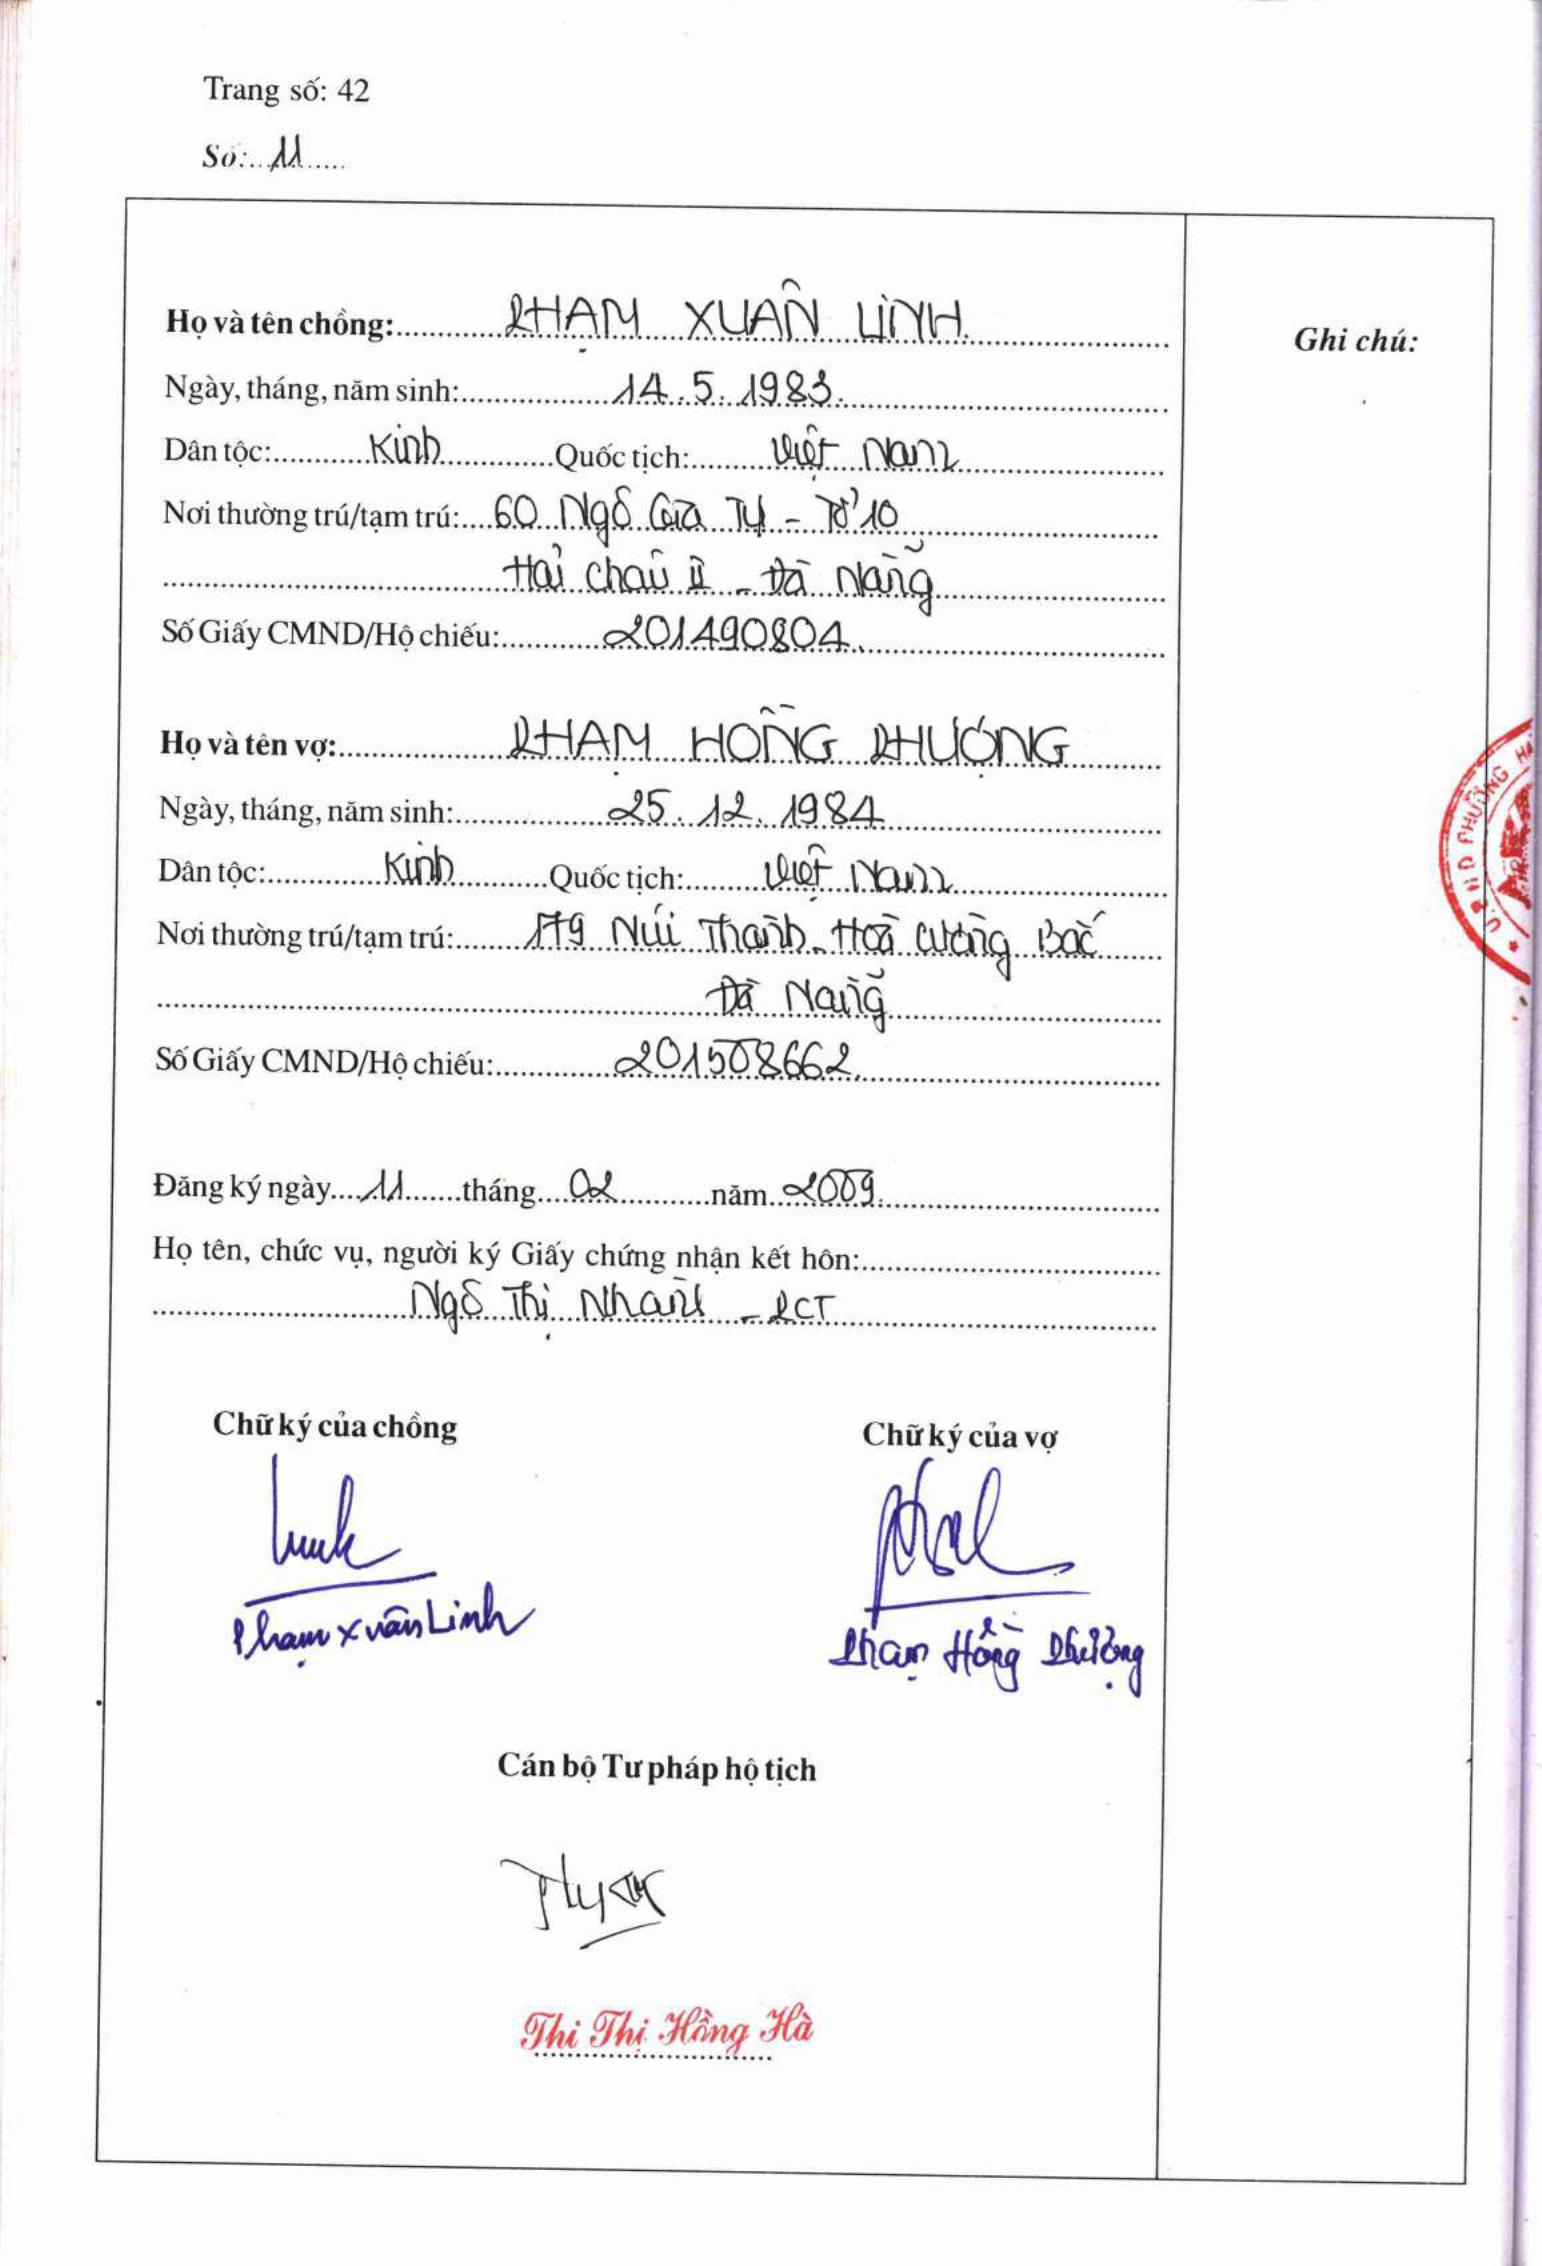 Trang số: 42
Số: 11
Họ và tên chồng: PHẠM XUÂN LINH
Ghi chú:
Ngày, tháng, năm sinh: 14.5.1983.
Dân tộc: Kinh Quốc tịch: Việt Nam
Nơi thường trú/tạm trú: 60 Ngô Gia Tự - Tổ 10
Hải Châu II - Đà Nẵng
Số Giấy CMND/Hộ chiếu: 201490804.
Họ và tên vợ: PHẠM HỒNG PHƯỢNG
Ngày, tháng, năm sinh: 25.12.1984
Dân tộc: Kinh Quốc tịch: Việt Nam
Nơi thường trú/tạm trú: 179 Núi Thành - Hoà Cường Bắc
Đà Nẵng
Số Giấy CMND/Hộ chiếu: 201508662.
U.B.N.D PHƯỜNG HẢ
Đăng ký ngày 11 tháng 02 năm 2009.
Họ tên, chức vụ, người ký Giấy chứng nhận kết hôn:
Ngô Thị Nhàn - PCT
Chữ ký của chồng
Chữ ký của vợ
Linh
Phạm Xuân Linh
Phạm Hồng Phượng
Cán bộ Tư pháp hộ tịch
Thi Thị Hồng Hà